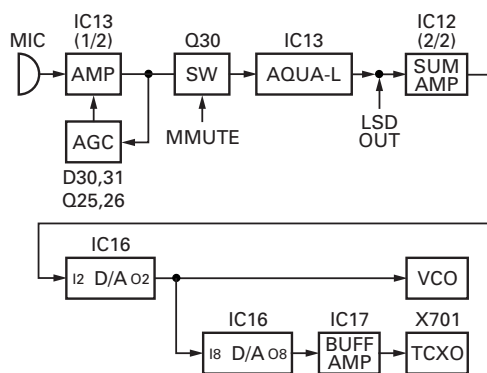 MIC
IC13
(1/2)
AMP
AGC
D30,31
Q25,26
Q30
SW
MMUTE
IC13
AQUA-L
LSD
OUT
IC12
(2/2)
SUM
AMP
IC16
I2 D/A O2
VCO
IC16
I8 D/A O8
IC17
BUFF
AMP
X701
TCXO